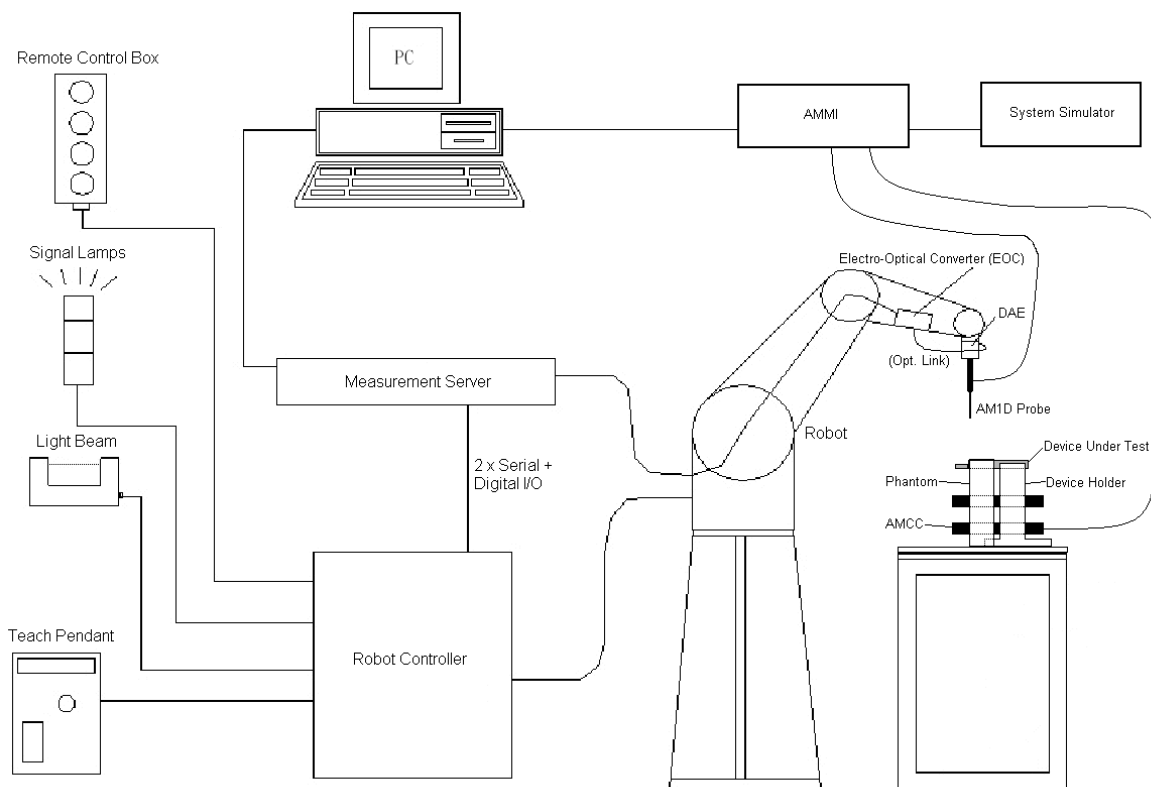 Remote Control Box
PC
AMMI
System Simulator
Signal Lamps
Electro-Optical Converter (EOC)
DAE
(Opt. Link)
Measurement Server
AM1D Probe
Light Beam
Robot
2 x Serial +
Digital I/O
Device Under Test
Phantom
Device Holder
AMCC
Teach Pendant
Robot Controller